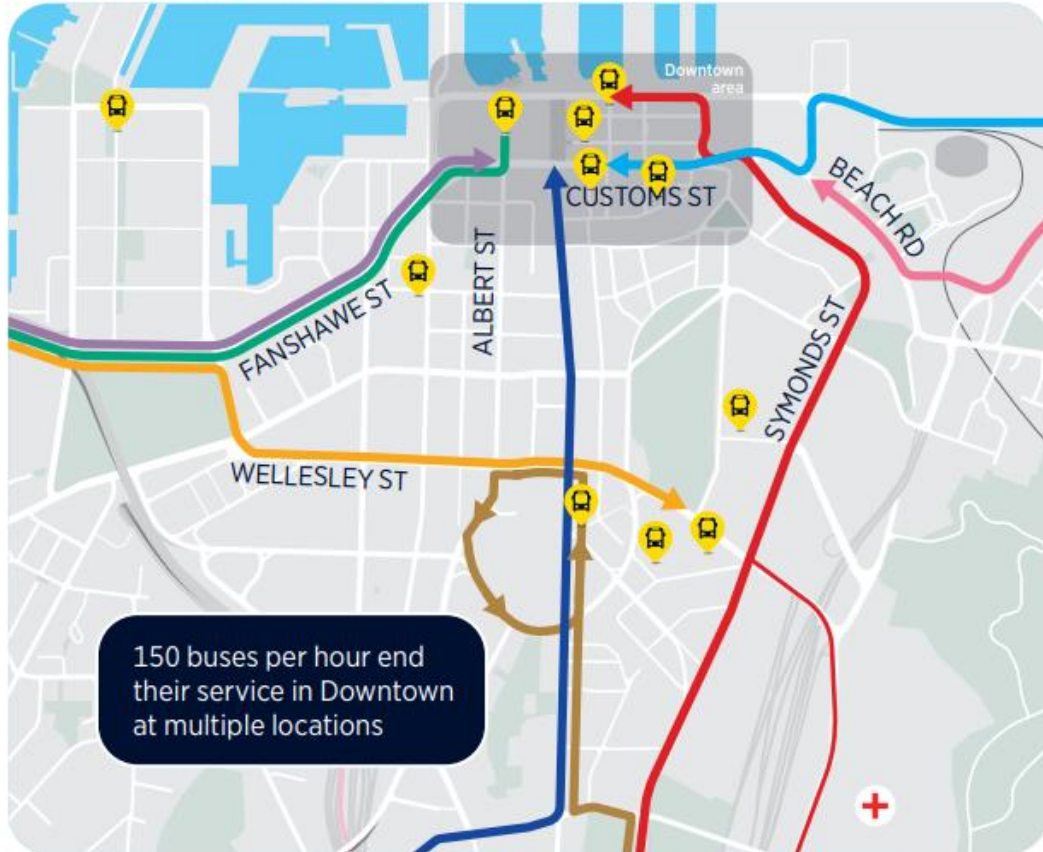 Downtown
area
CUSTOMS ST
BEACH RD
ALBERT ST
FANSHAWE ST
SYMONDS ST
WELLESLEY ST
150 buses per hour end
their service in Downtown
at multiple locations